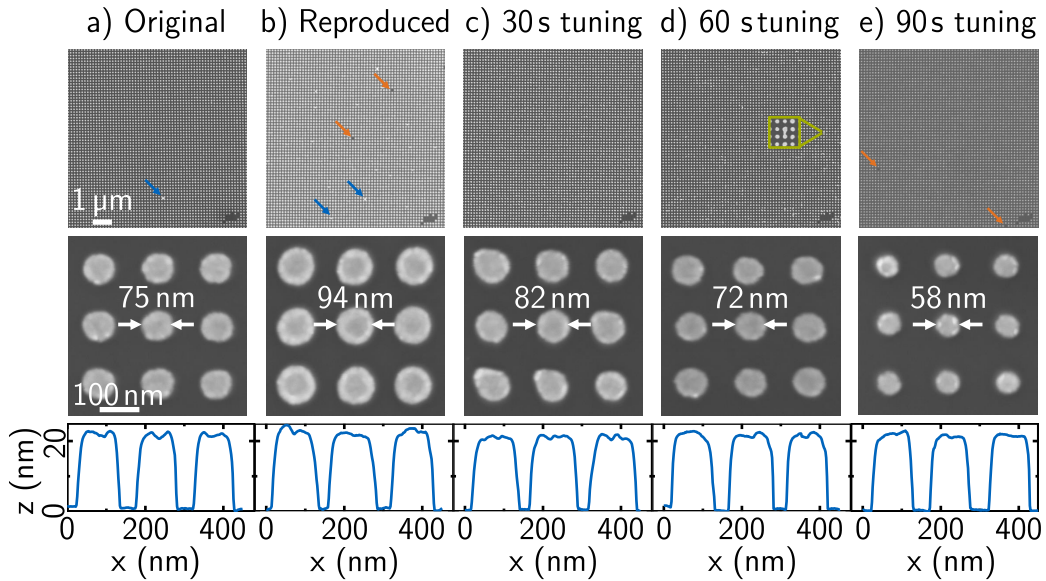 a) Original b) Reproduced c) 30 s tuning d) 60 s tuning e) 90 s tuning
1 µm
75 nm 94 nm 82 nm 72 nm 58 nm
100 nm
z (nm)
20
0
0 200 400 0 200 400 0 200 400 0 200 400 0 200 400
x (nm) x (nm) x (nm) x (nm) x (nm)